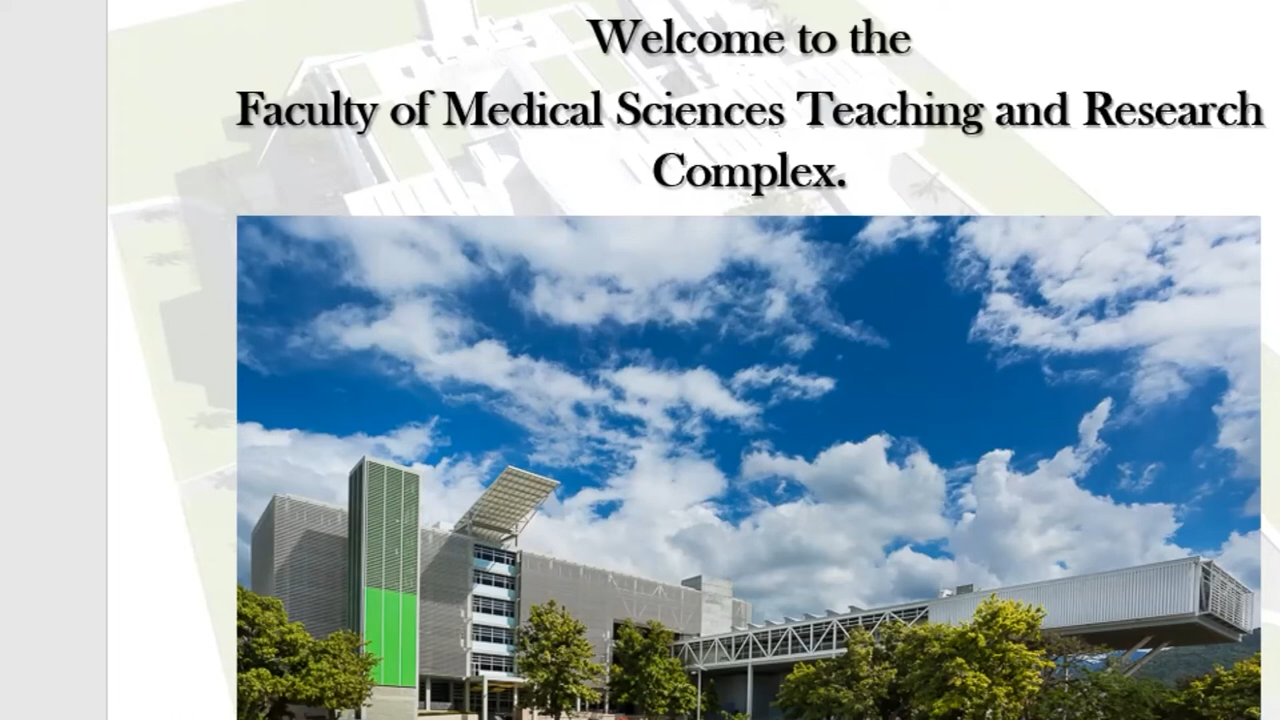 Welcome to the
Faculty of Medical Sciences Teaching and Research
Complex.